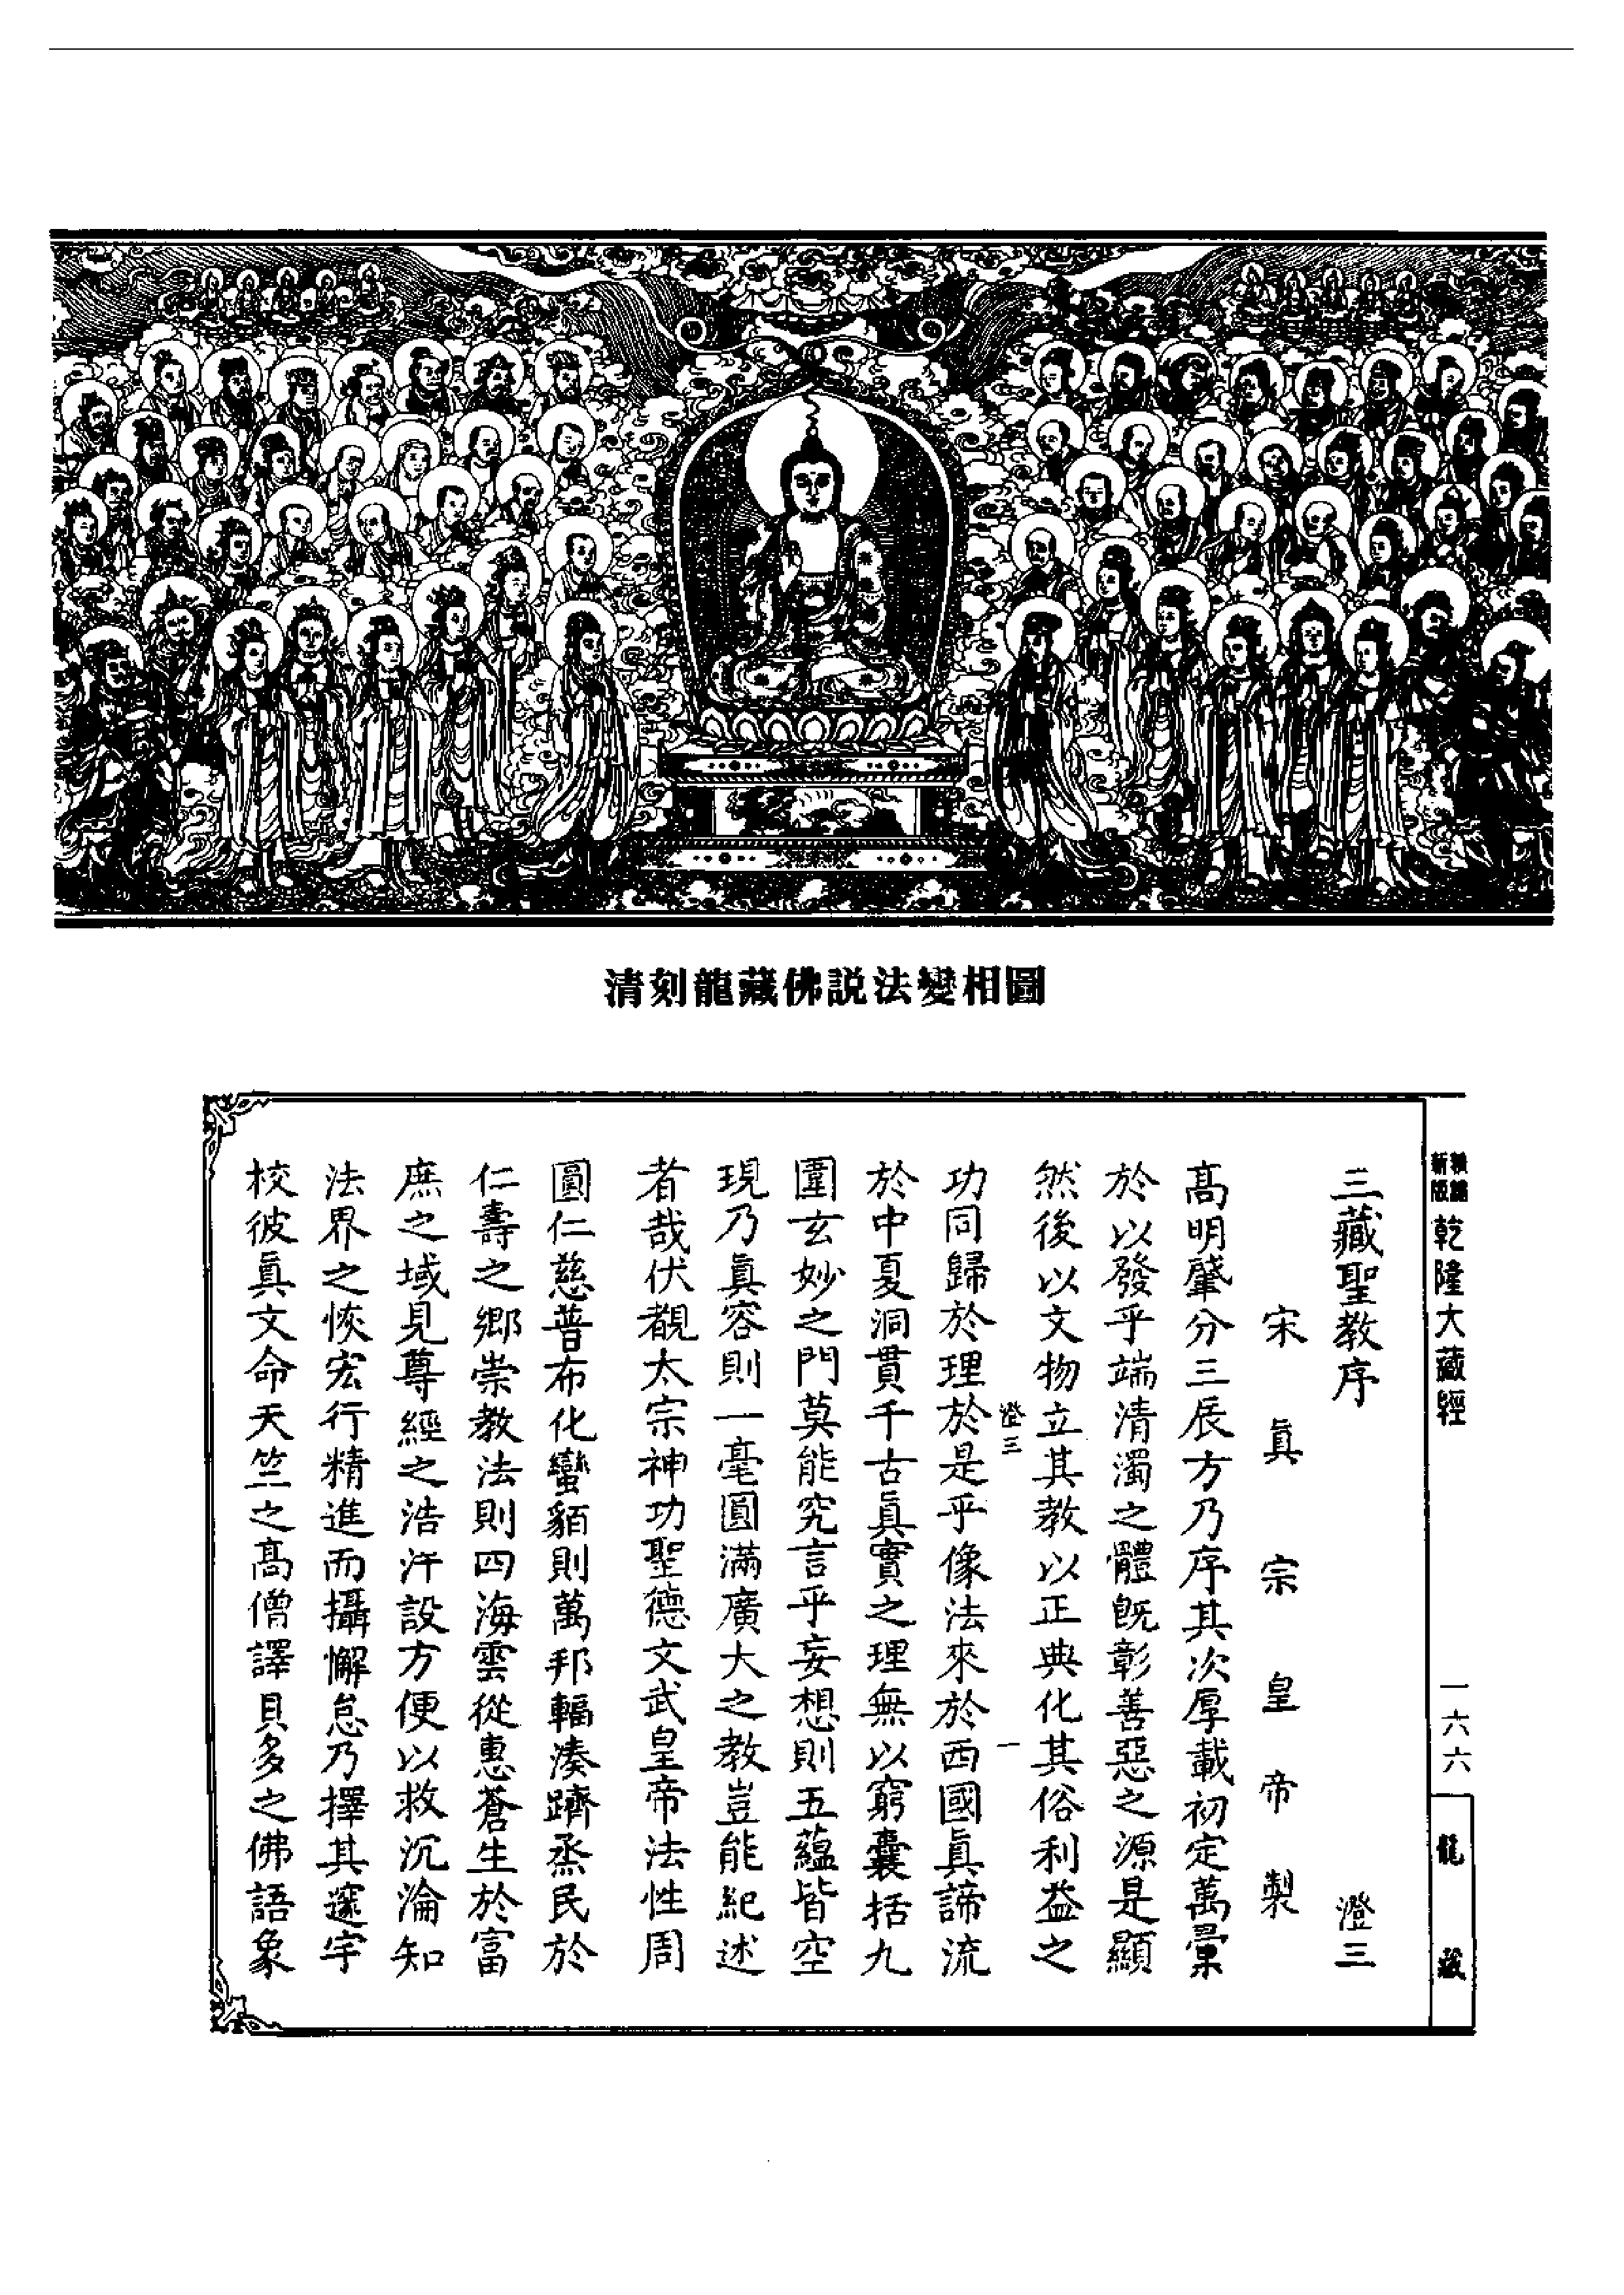 清刻龍藏佛説法變相圖
新版
乾隆大藏經
一六六
龍藏
三藏聖教序
澄三
宋眞宗皇帝製
高明肇分三辰方乃序其次厚載初定萬彙
於以發乎端清濁之體旣彰善惡之源是顯
然後以文物立其教以正典化其俗利益之
澄三
一
功同歸於理於是乎像法來於西國眞諦流
於中夏洞貫千古眞實之理無以窮囊括九
圍玄妙之門莫能究言乎妄想則五蘊皆空
現乃眞容則一毫圓滿廣大之教豈能紀述
者哉伏覩太宗神功聖德文武皇帝法性周
圓仁慈普布化蠻貊則萬邦輻湊躋烝民於
仁壽之鄉崇教法則四海雲從惠蒼生於富
庶之域見尊經之浩汗設方便以救沉淪知
法界之恢宏行精進而攝懈怠乃擇其邃宇
校彼眞文命天竺之高僧譯貝多之佛語象